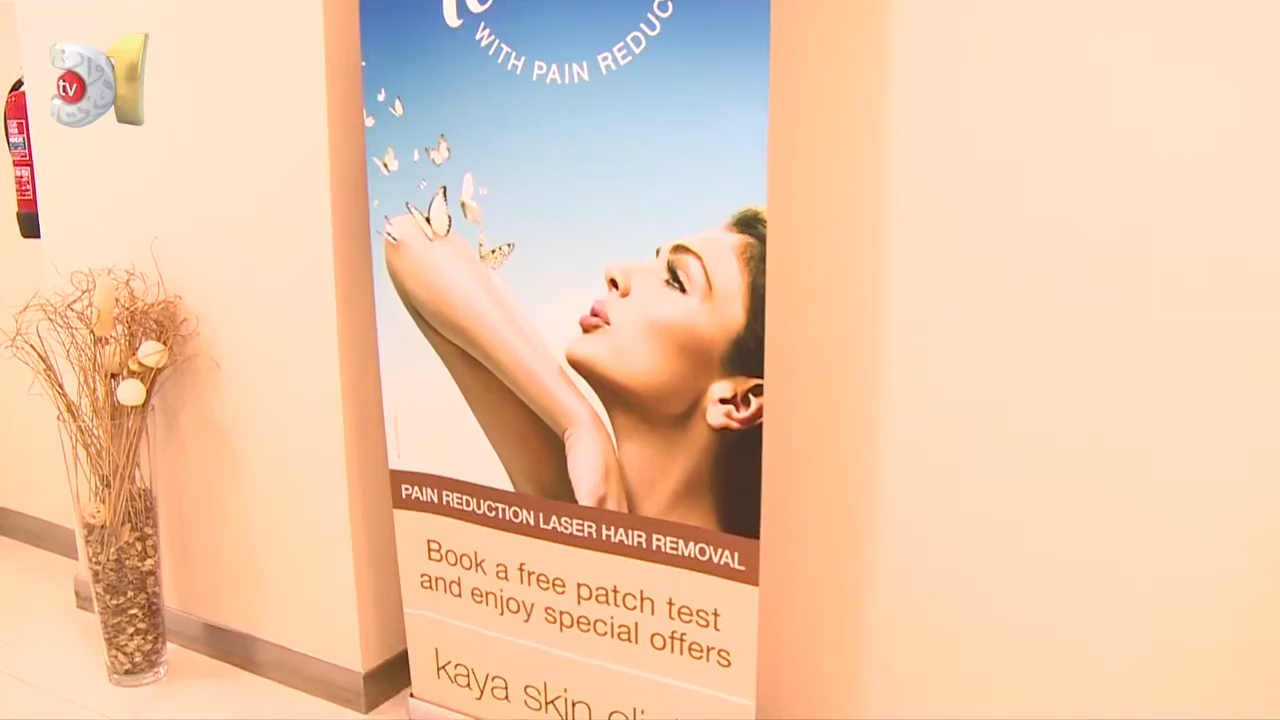 tv
WITH PAIN REDUC
PAIN REDUCTION LASER HAIR REMOVAL
Book a free patch test
and enjoy special offers
kaya skin